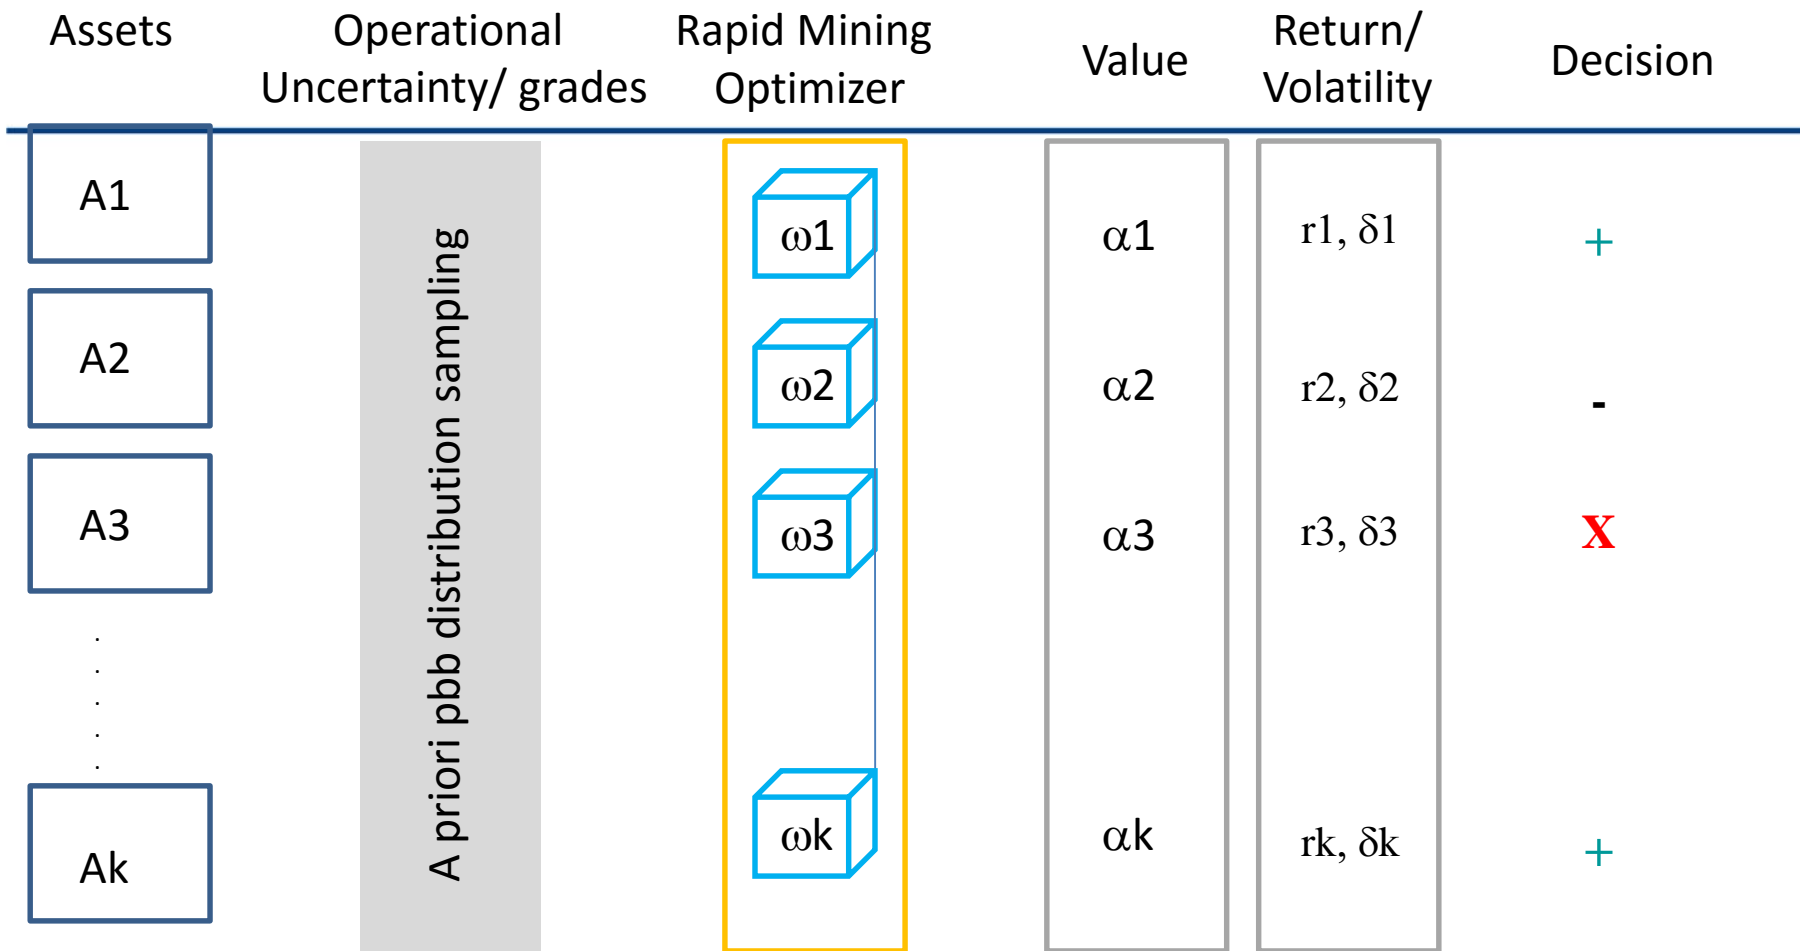 Assets
Operational
Uncertainty/ grades
Rapid Mining
Optimizer
Value
Return/
Volatility
Decision
A priori pbb distribution sampling
A1
ω1
α1
r1, δ1
+
A2
ω2
α2
r2, δ2
-
A3
ω3
α3
r3, δ3
X
.
.
.
.
.
Ak
ωk
αk
rk, δk
+